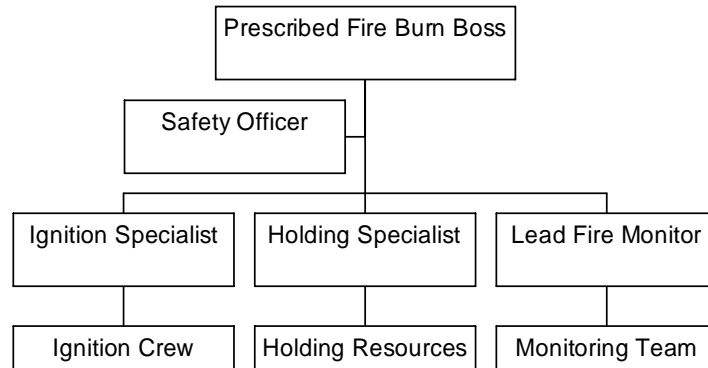 Prescribed Fire Burn Boss
Safety Officer
Ignition Specialist
Holding Specialist
Lead Fire Monitor
Ignition Crew
Holding Resources
Monitoring Team